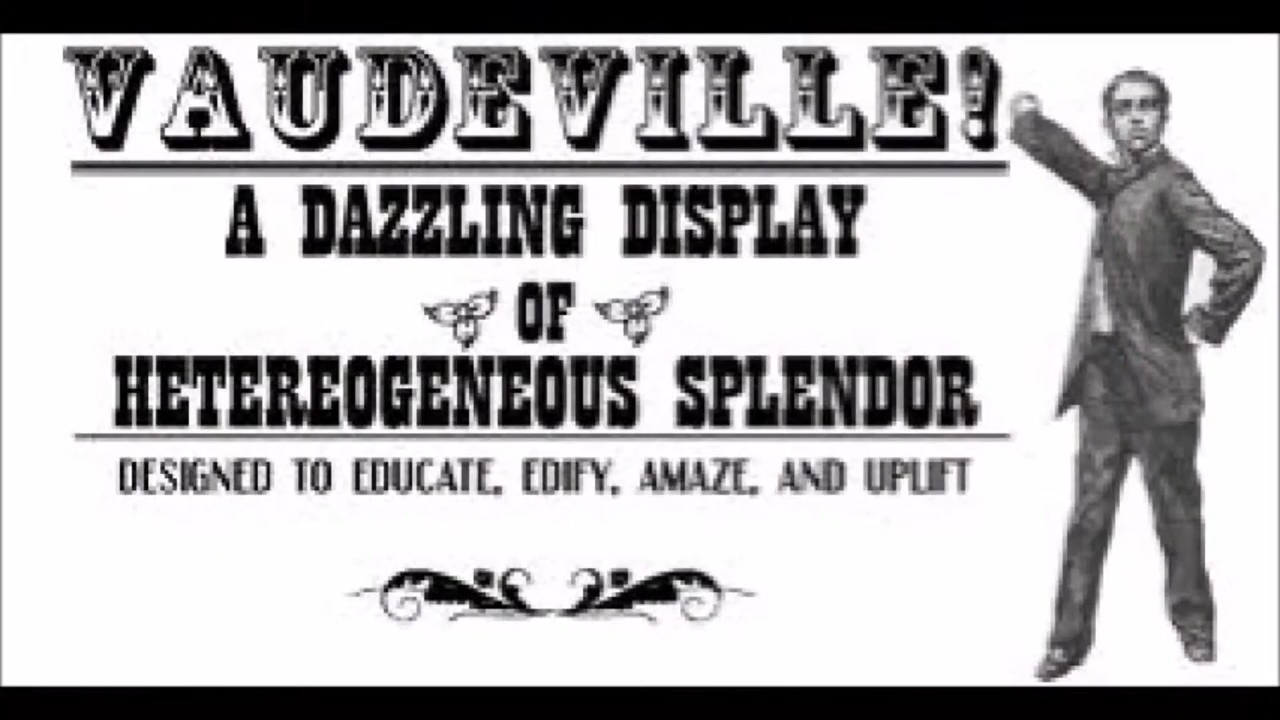 VAUDEVILLE!
A DAZZLING DISPLAY
OF
HETEREOGENEOUS SPLENDOR
DESIGNED TO EDUCATE, EDIFY, AMAZE, AND UPLIFT